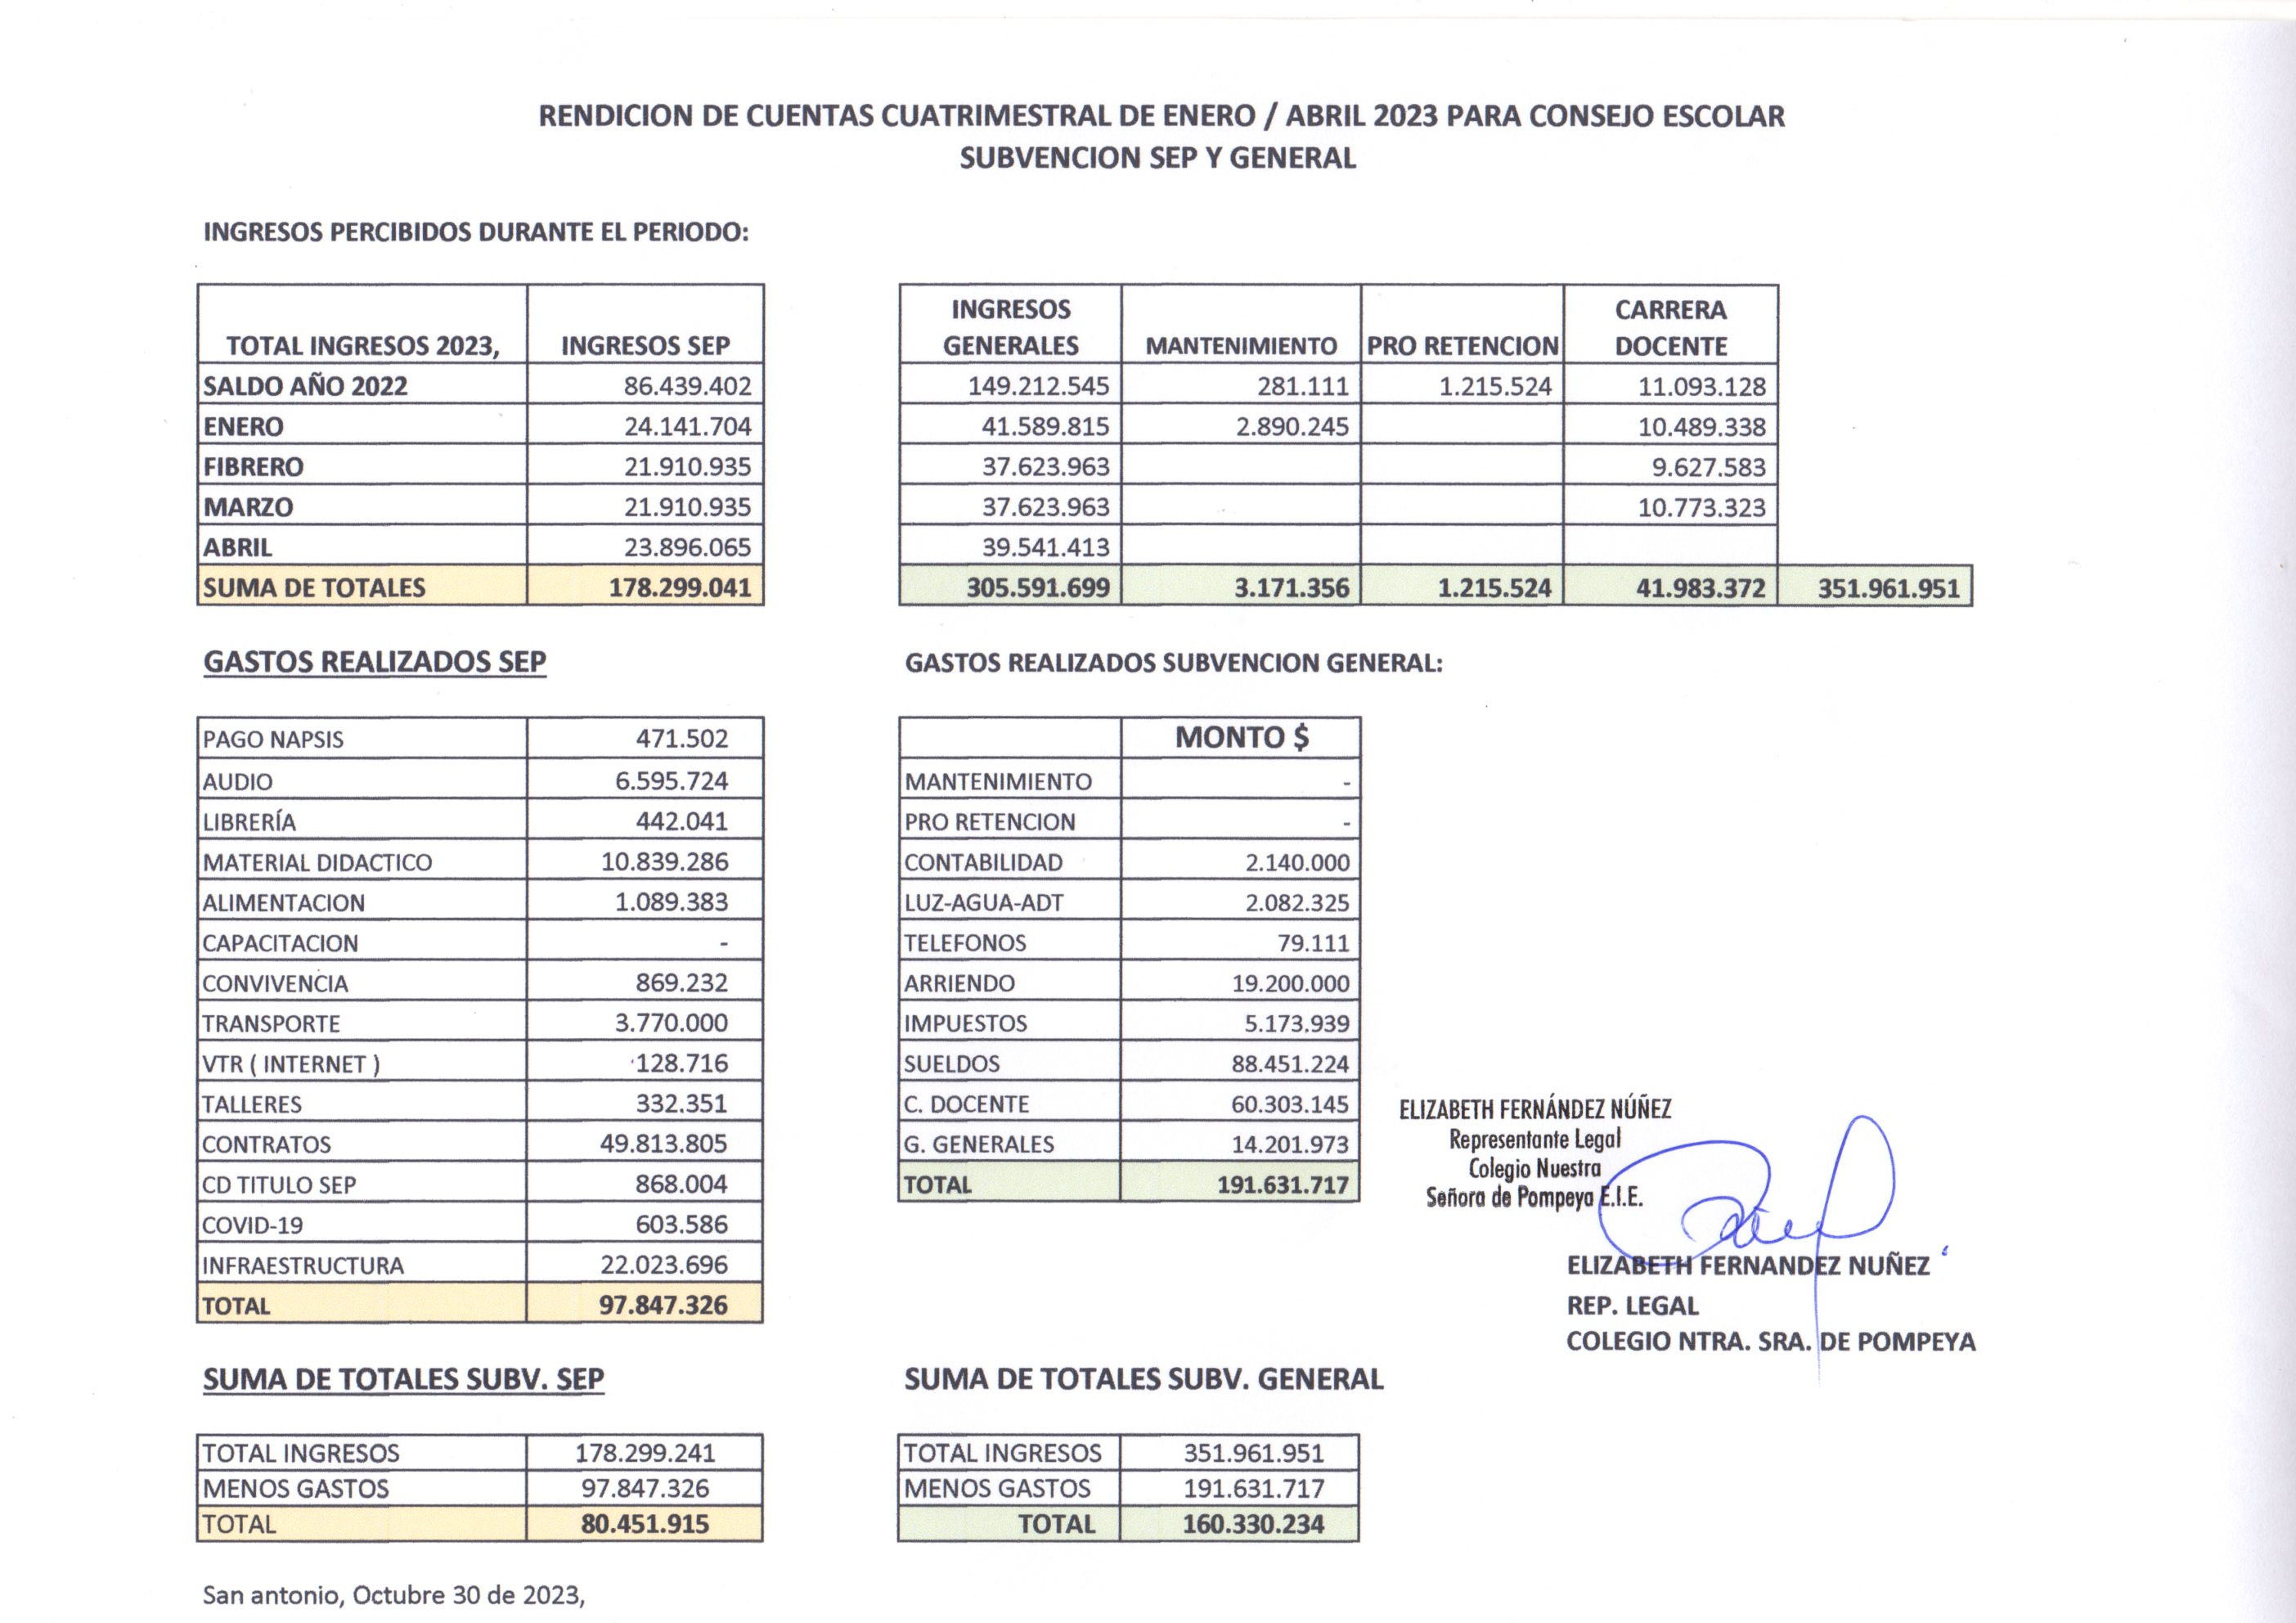 RENDICION DE CUENTAS CUATRIMESTRAL DE ENERO / ABRIL 2023 PARA CONSEJO ESCOLAR
SUBVENCION SEP Y GENERAL
INGRESOS PERCIBIDOS DURANTE EL PERIODO:
TOTAL INGRESOS 2023, INGRESOS SEP
SALDO AÑO 2022 86.439.402
ENERO 24.141.704
FIBRERO 21.910.935
MARZO 21.910.935
ABRIL 23.896.065
SUMA DE TOTALES 178.299.041
INGRESOS GENERALES MANTENIMIENTO PRO RETENCION CARRERA DOCENTE
149.212.545 281.111 1.215.524 11.093.128
41.589.815 2.890.245 10.489.338
37.623.963 9.627.583
37.623.963 10.773.323
39.541.413
305.591.699 3.171.356 1.215.524 41.983.372 351.961.951
GASTOS REALIZADOS SEP
PAGO NAPSIS 471.502
AUDIO 6.595.724
LIBRERÍA 442.041
MATERIAL DIDACTICO 10.839.286
ALIMENTACION 1.089.383
CAPACITACION -
CONVIVENCIA 869.232
TRANSPORTE 3.770.000
VTR ( INTERNET ) 128.716
TALLERES 332.351
CONTRATOS 49.813.805
CD TITULO SEP 868.004
COVID-19 603.586
INFRAESTRUCTURA 22.023.696
TOTAL 97.847.326
GASTOS REALIZADOS SUBVENCION GENERAL:
MONTO $
MANTENIMIENTO -
PRO RETENCION -
CONTABILIDAD 2.140.000
LUZ-AGUA-ADT 2.082.325
TELEFONOS 79.111
ARRIENDO 19.200.000
IMPUESTOS 5.173.939
SUELDOS 88.451.224
C. DOCENTE 60.303.145
G. GENERALES 14.201.973
TOTAL 191.631.717
ELIZABETH FERNÁNDEZ NÚÑEZ
Representante Legal
Colegio Nuestra
Señora de Pompeya E.I.E.
ELIZABETH FERNANDEZ NUÑEZ
REP. LEGAL
COLEGIO NTRA. SRA. DE POMPEYA
SUMA DE TOTALES SUBV. SEP
TOTAL INGRESOS 178.299.241
MENOS GASTOS 97.847.326
TOTAL 80.451.915
SUMA DE TOTALES SUBV. GENERAL
TOTAL INGRESOS 351.961.951
MENOS GASTOS 191.631.717
TOTAL 160.330.234
San antonio, Octubre 30 de 2023,